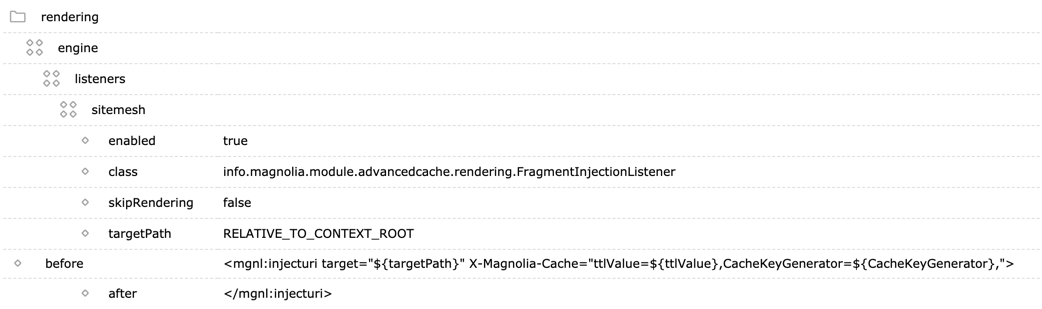 rendering
engine
listeners
sitemesh
enabled true
class info.magnolia.module.advancedcache.rendering.FragmentInjectionListener
skipRendering false
targetPath RELATIVE_TO_CONTEXT_ROOT
before <mgnl:injecturi target="${targetPath}" X-Magnolia-Cache="ttlValue=${ttlValue},CacheKeyGenerator=${CacheKeyGenerator},">
after </mgnl:injecturi>